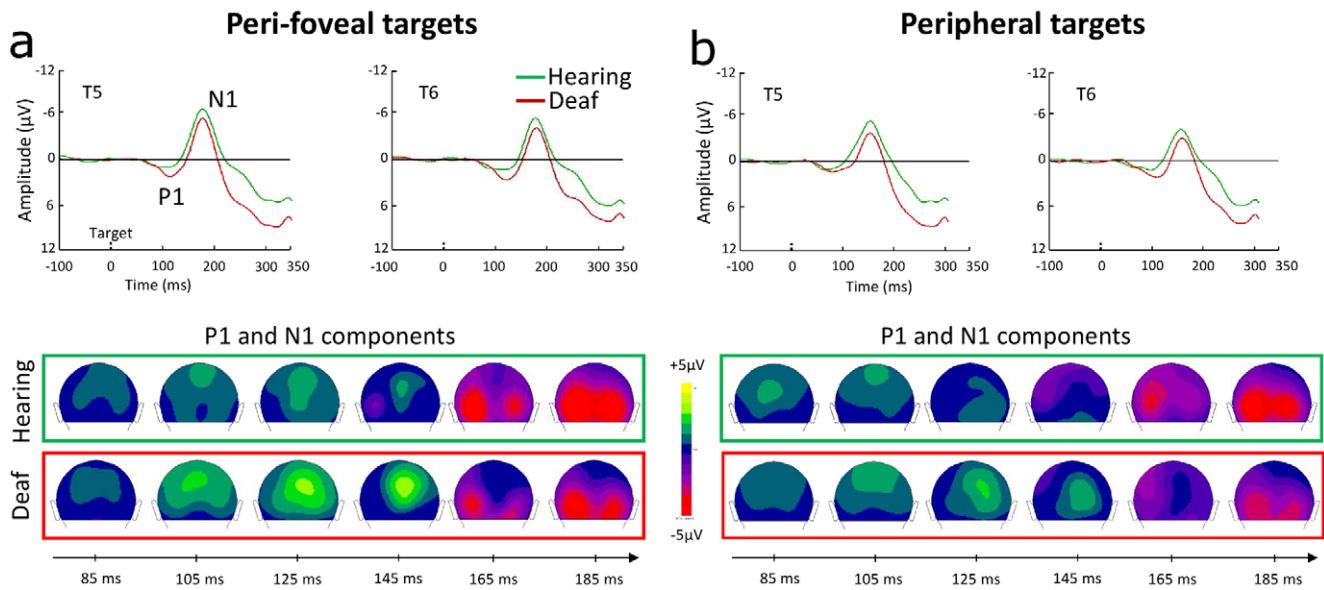 a
Peri-foveal targets
b
Peripheral targets
-12
-6
0
6
12
Amplitude (µV)
T5
N1
P1
Target
-100 0 100 200 300 350
Time (ms)
-12
-6
0
6
12
T6
Hearing
Deaf
-100 0 100 200 300 350
-12
-6
0
6
12
Amplitude (µV)
T5
-100 0 100 200 300 350
Time (ms)
-12
-6
0
6
12
T6
-100 0 100 200 300 350
P1 and N1 components
P1 and N1 components
Hearing
Deaf
+5µV
-5µV
85 ms 105 ms 125 ms 145 ms 165 ms 185 ms
85 ms 105 ms 125 ms 145 ms 165 ms 185 ms